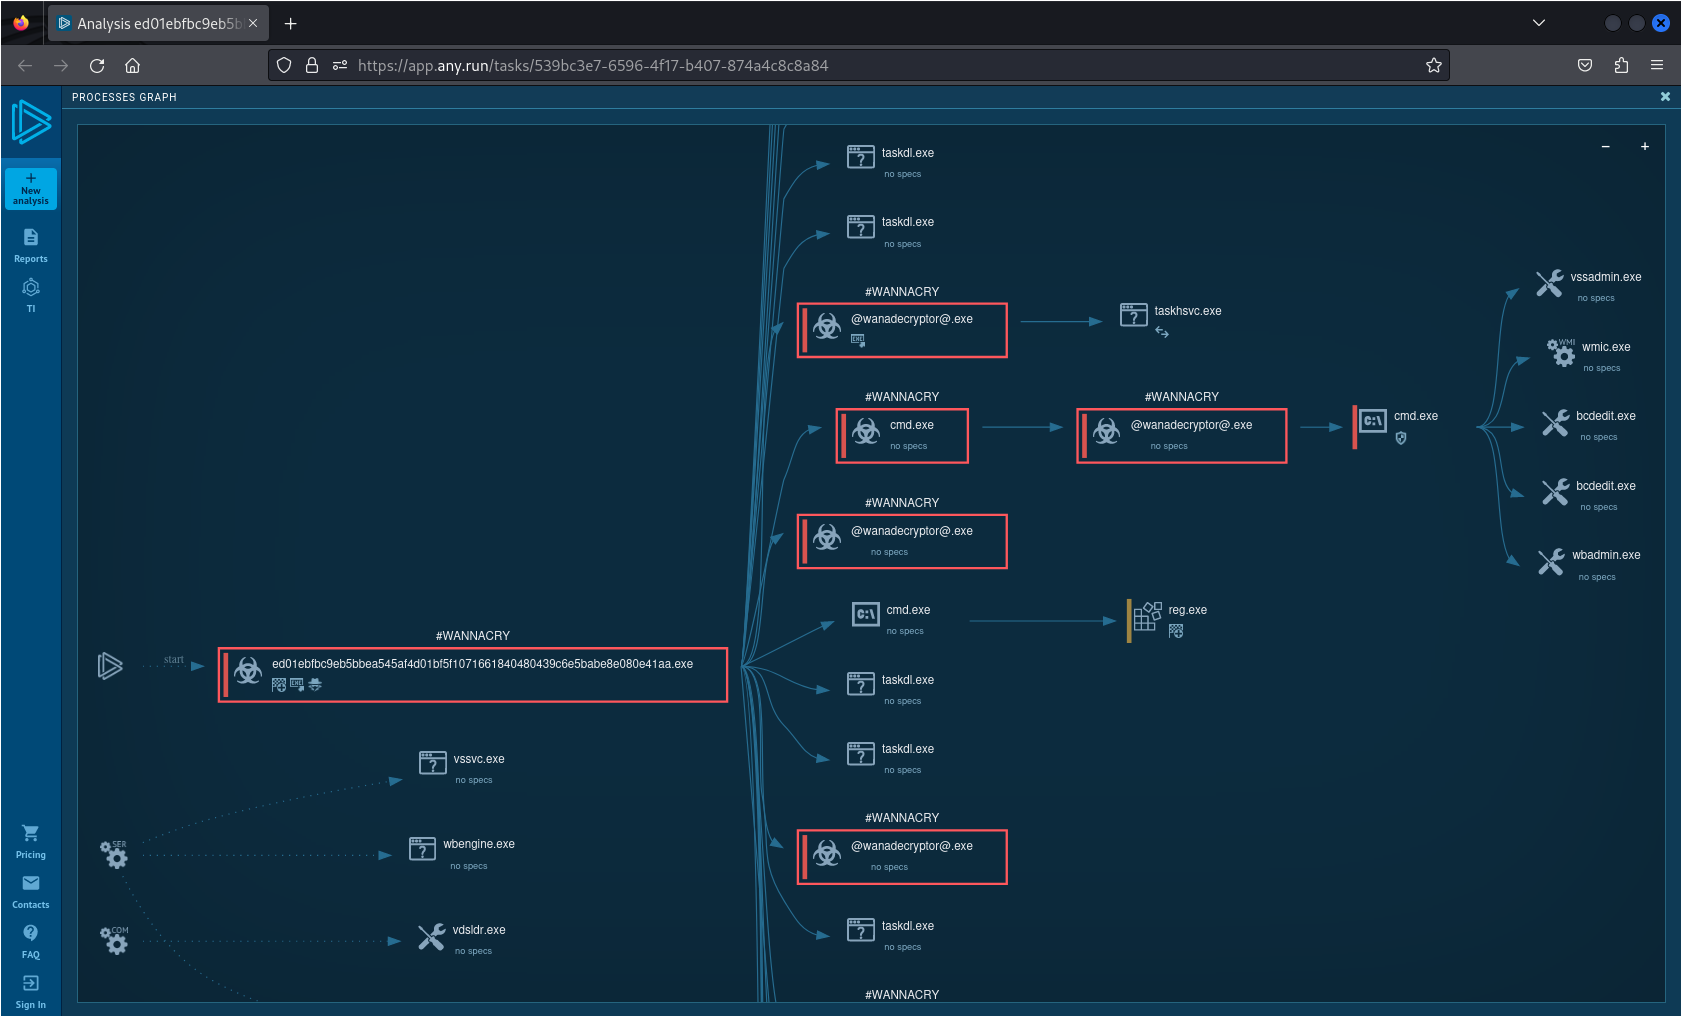 Analysis ed01ebfbc9eb5b
https://app.any.run/tasks/539bc3e7-6596-4f17-b407-874a4c8c8a84
PROCESSES GRAPH
New
analysis
Reports
TI
Pricing
Contacts
FAQ
Sign In
taskdl.exe
no specs
taskdl.exe
no specs
#WANNACRY
@wanadecryptor@.exe
taskhsvc.exe
#WANNACRY
cmd.exe
no specs
#WANNACRY
@wanadecryptor@.exe
no specs
C:\
cmd.exe
vssadmin.exe
no specs
WMI
wmic.exe
no specs
bcdedit.exe
no specs
bcdedit.exe
no specs
wbadmin.exe
no specs
#WANNACRY
@wanadecryptor@.exe
no specs
C:\
cmd.exe
no specs
reg.exe
start
#WANNACRY
ed01ebfbc9eb5bbea545af4d01bf5f1071661840480439c6e5babe8e080e41aa.exe
taskdl.exe
no specs
taskdl.exe
no specs
vssvc.exe
no specs
#WANNACRY
@wanadecryptor@.exe
no specs
SER
wbengine.exe
no specs
taskdl.exe
no specs
COM
vdsldr.exe
no specs
#WANNACRY